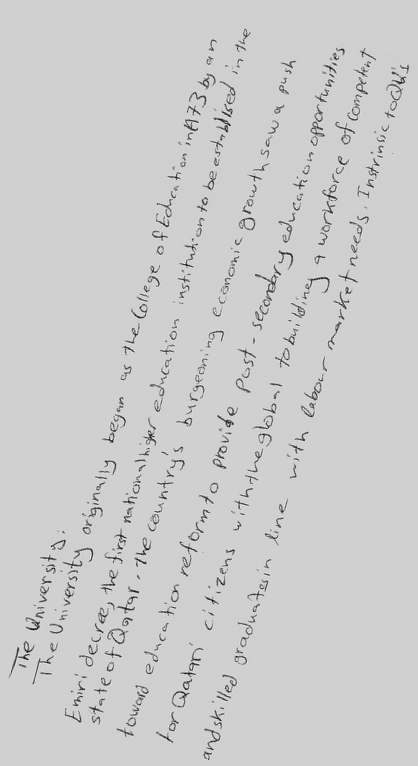 The University:
The University originally began as the College of Education in 1973 by an
Emiri decree, the first national higher education institution to be established in the
state of Qatar. The country's burgeoning economic growth saw a push
toward education reform to provide post-secondary education opportunities
for Qatari citizens with the global to building a workforce of competent
and skilled graduates in line with labour market needs. Instrinsic to QU's